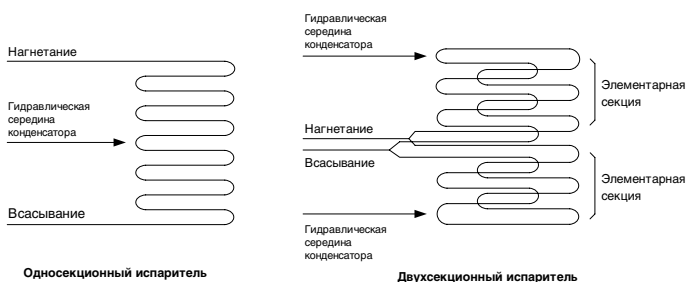 Нагнетание
Гидравлическая
середина
конденсатора
Всасывание
Односекционный испаритель
Гидравлическая
середина
конденсатора
Элементарная
секция
Нагнетание
Всасывание
Элементарная
секция
Гидравлическая
середина
конденсатора
Двухсекционный испаритель